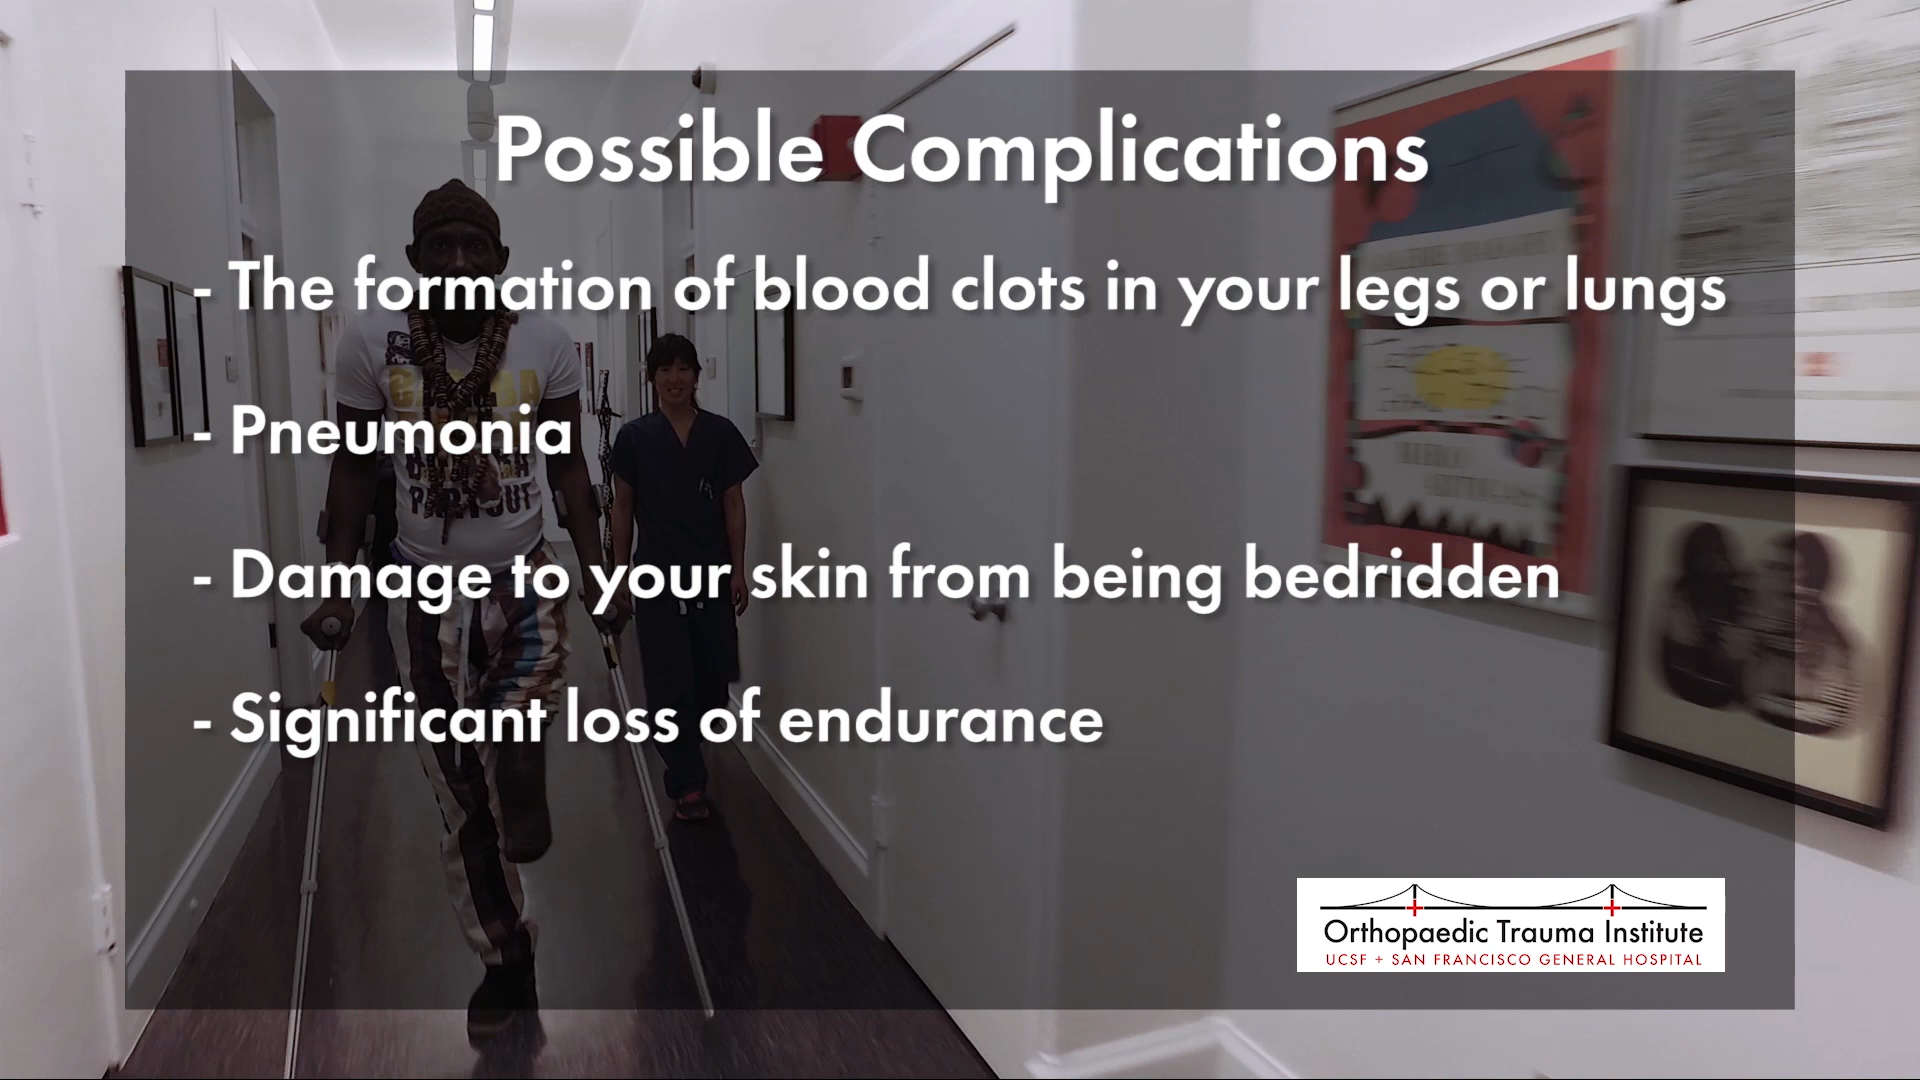 Possible Complications
- The formation of blood clots in your legs or lungs
- Pneumonia
- Damage to your skin from being bedridden
- Significant loss of endurance
Orthopaedic Trauma Institute
UCSF + SAN FRANCISCO GENERAL HOSPITAL